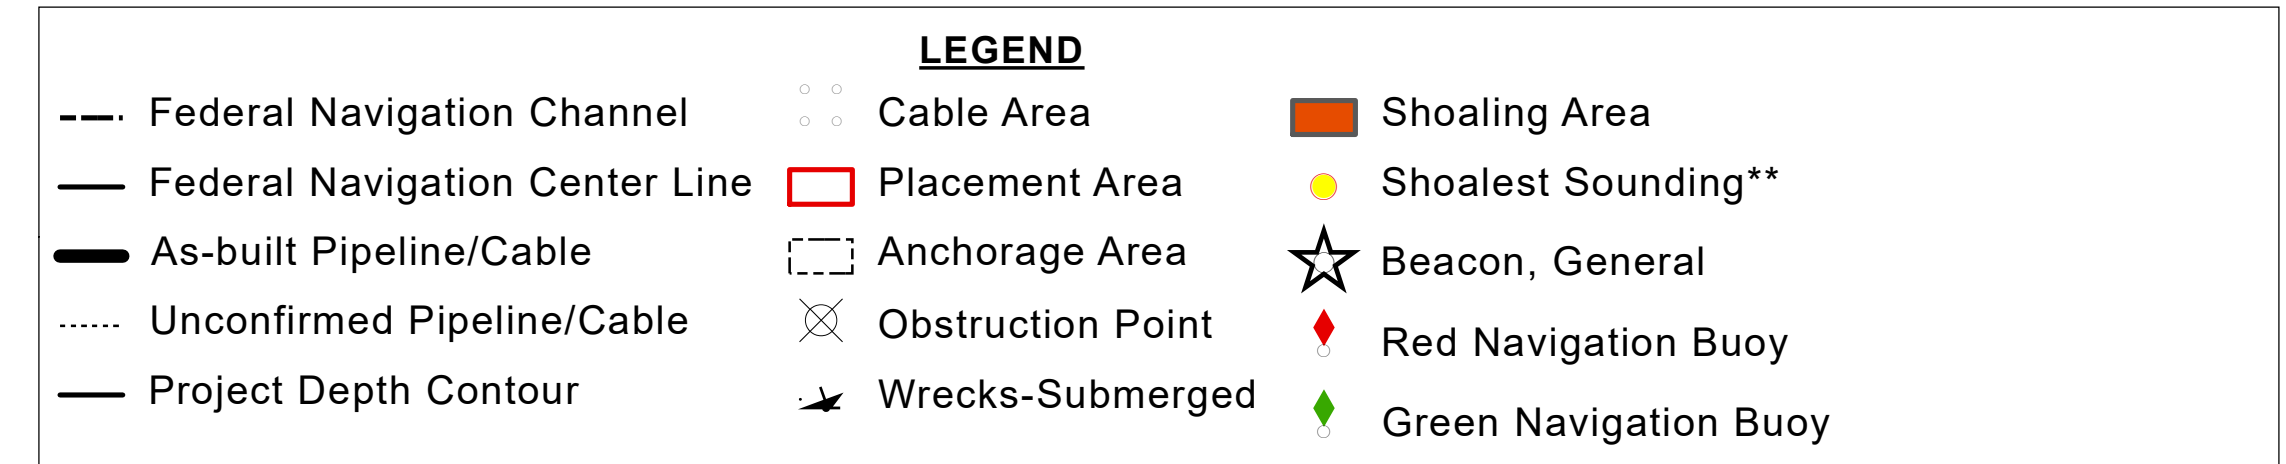 LEGEND
Federal Navigation Channel
Federal Navigation Center Line
As-built Pipeline/Cable
Unconfirmed Pipeline/Cable
Project Depth Contour
Cable Area
Placement Area
Anchorage Area
Obstruction Point
Wrecks-Submerged
Shoaling Area
Shoalest Sounding**
Beacon, General
Red Navigation Buoy
Green Navigation Buoy